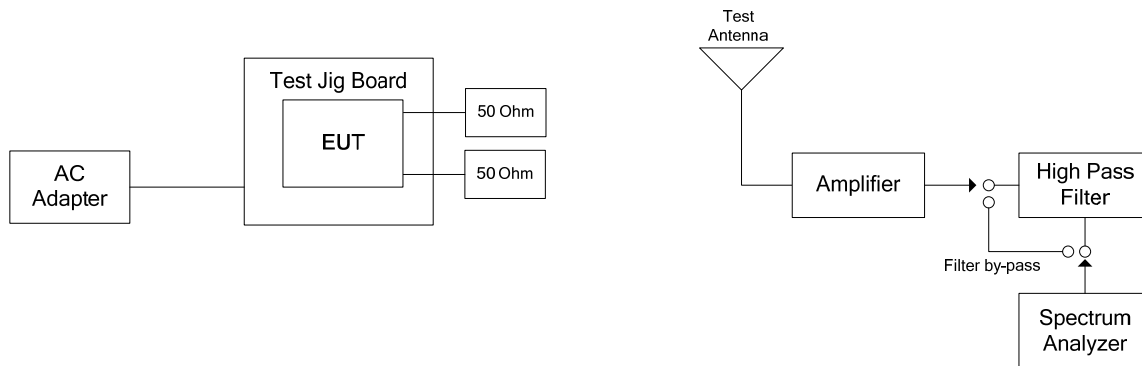 Test Jig Board
EUT
50 Ohm
50 Ohm
AC
Adapter
Test
Antenna
Amplifier
High Pass
Filter
Filter by-pass
Spectrum
Analyzer